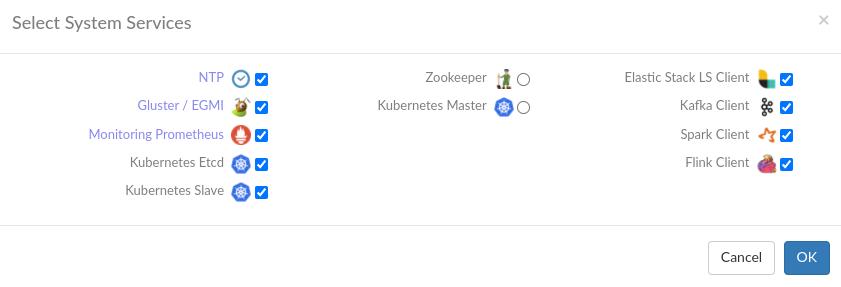 Select System Services
×
NTP
Gluster / EGMI
Monitoring Prometheus
Kubernetes Etcd
Kubernetes Slave
Zookeeper
Kubernetes Master
Elastic Stack LS Client
Kafka Client
Spark Client
Flink Client
Cancel
OK